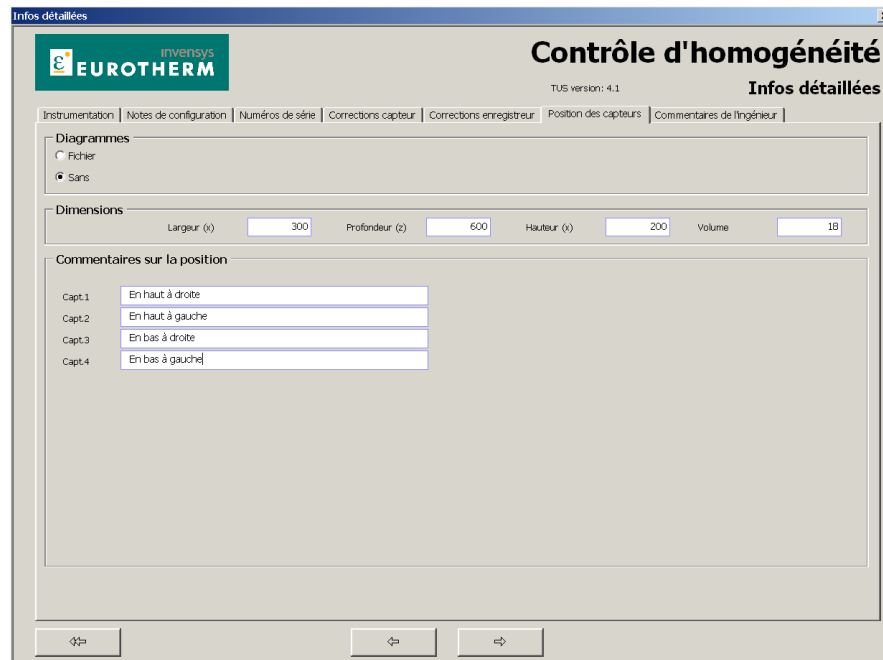 Infos détaillées
invensys
EUROTHERM
Contrôle d'homogénéité
TUS version: 4.1
Infos détaillées
Instrumentation Notes de configuration Numéros de série Corrections capteur Corrections enregistreur Position des capteurs Commentaires de l'ingénieur
Diagrammes
Fichier
Sans
Dimensions
Largeur (x) 300 Profondeur (z) 600 Hauteur (x) 200 Volume 18
Commentaires sur la position
Capt.1 En haut à droite
Capt.2 En haut à gauche
Capt.3 En bas à droite
Capt.4 En bas à gauche